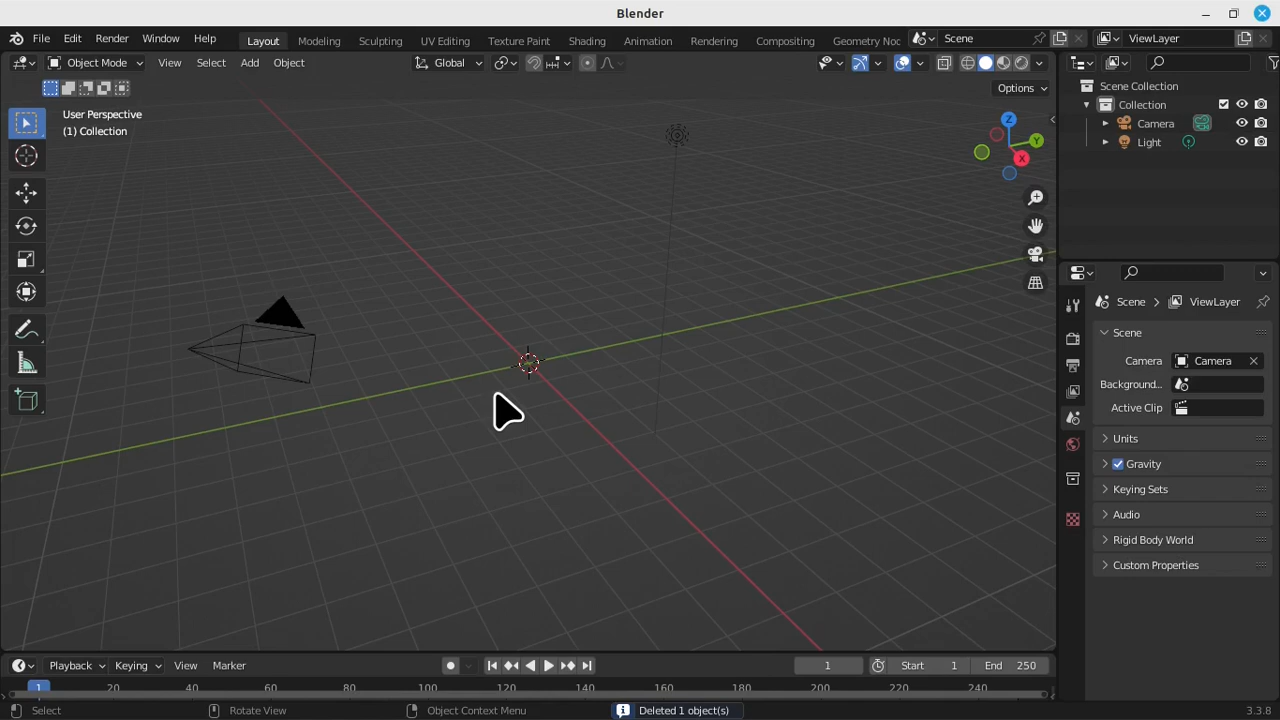 Blender
File Edit Render Window Help Layout Modeling Sculpting UV Editing Texture Paint Shading Animation Rendering Compositing Geometry Noc Scene ViewLayer
Object Mode View Select Add Object Global
Options
User Perspective
(1) Collection
Z
Y
X
Scene Collection
Collection
Camera
Light
Scene ViewLayer
Scene
Camera Camera
Background...
Active Clip
Units
Gravity
Keying Sets
Audio
Rigid Body World
Custom Properties
Playback Keying View Marker 1 Start 1 End 250
1 20 40 60 80 100 120 140 160 180 200 220 240
Select Rotate View Object Context Menu Deleted 1 object(s) 3.3.8